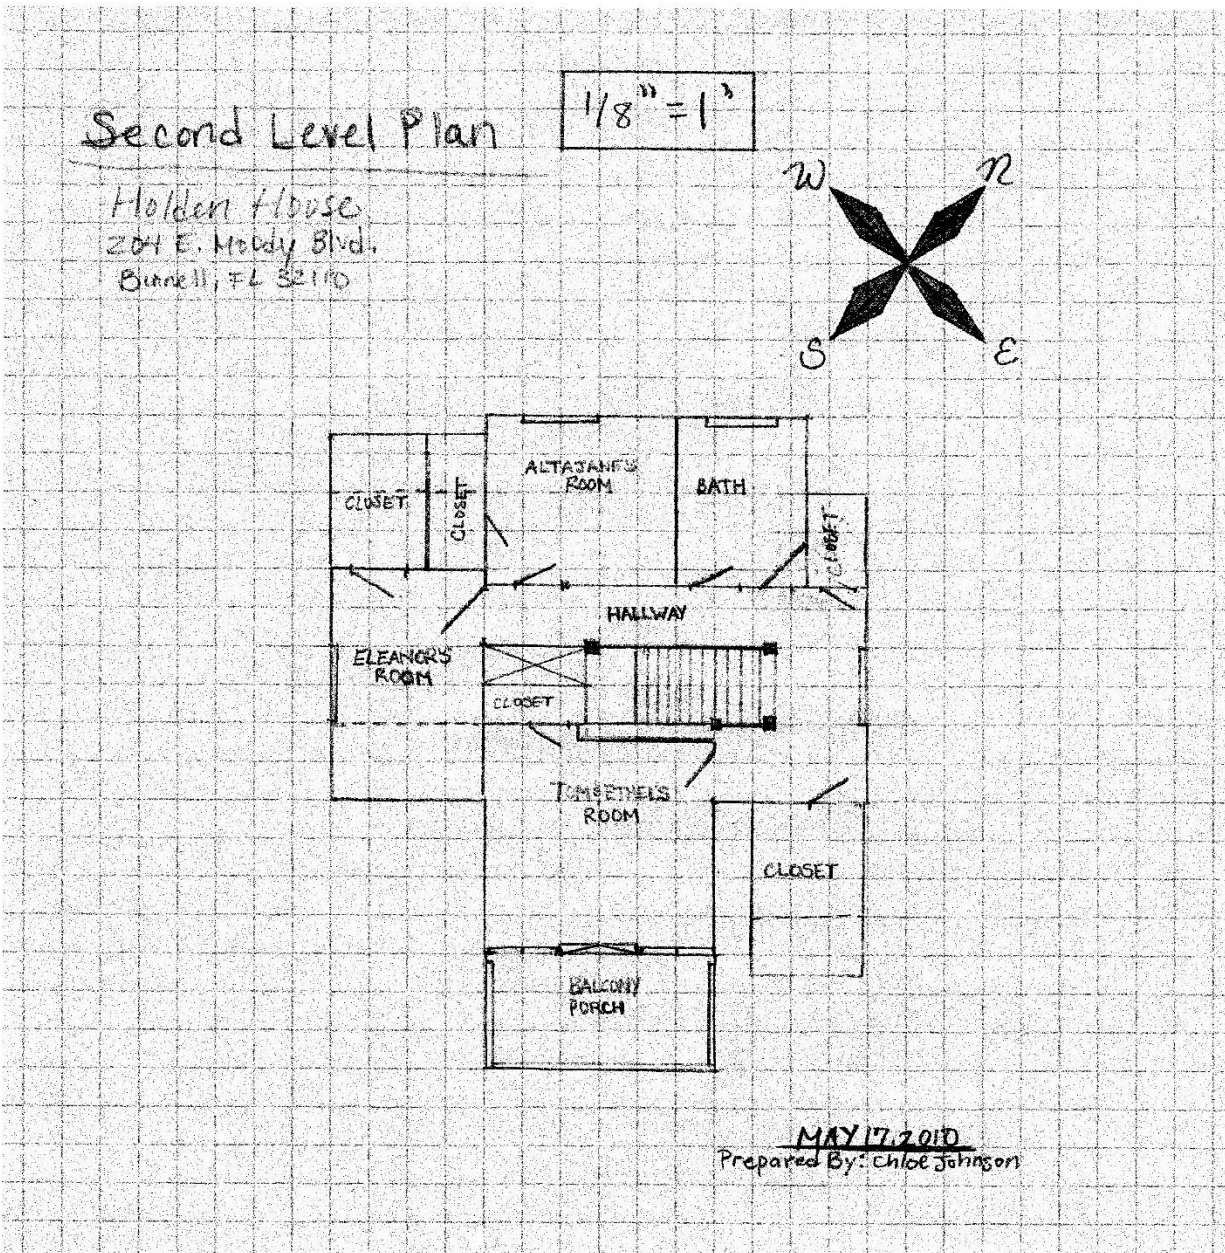 Second Level Plan
1/8" = 1"
Holden House
204 E. Moody Blvd.
Bunnell, FL 32110
W
N
S
E
ALTAJANE'S
ROOM
BATH
CLOSET
CLOSET
CLOSET
HALLWAY
ELEANOR'S
ROOM
CLOSET
TOM & ETHEL'S
ROOM
CLOSET
BALCONY
PORCH
MAY 17, 2010
Prepared By: Chloe Johnson